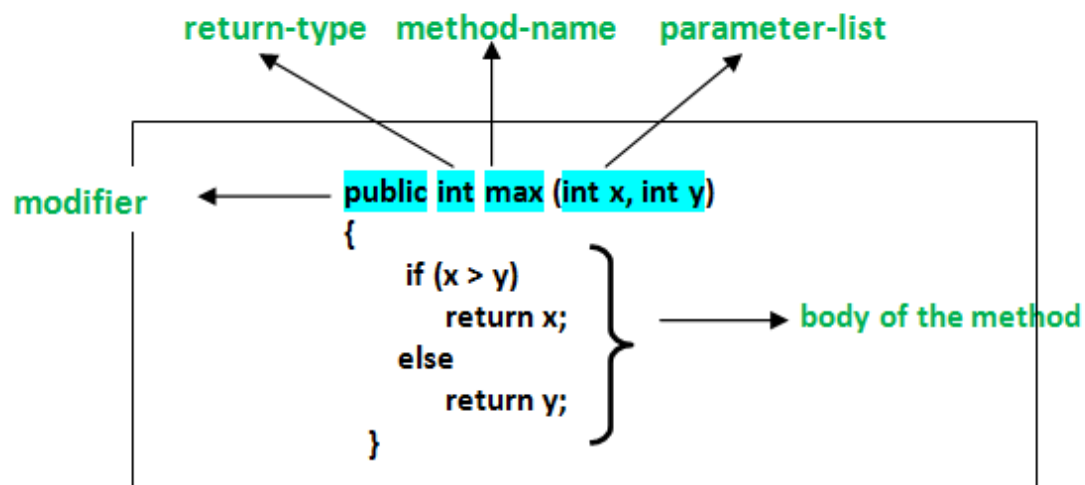 return-type method-name parameter-list
modifier
public int max (int x, int y)
{
if (x > y)
return x;
else
return y;
}
body of the method